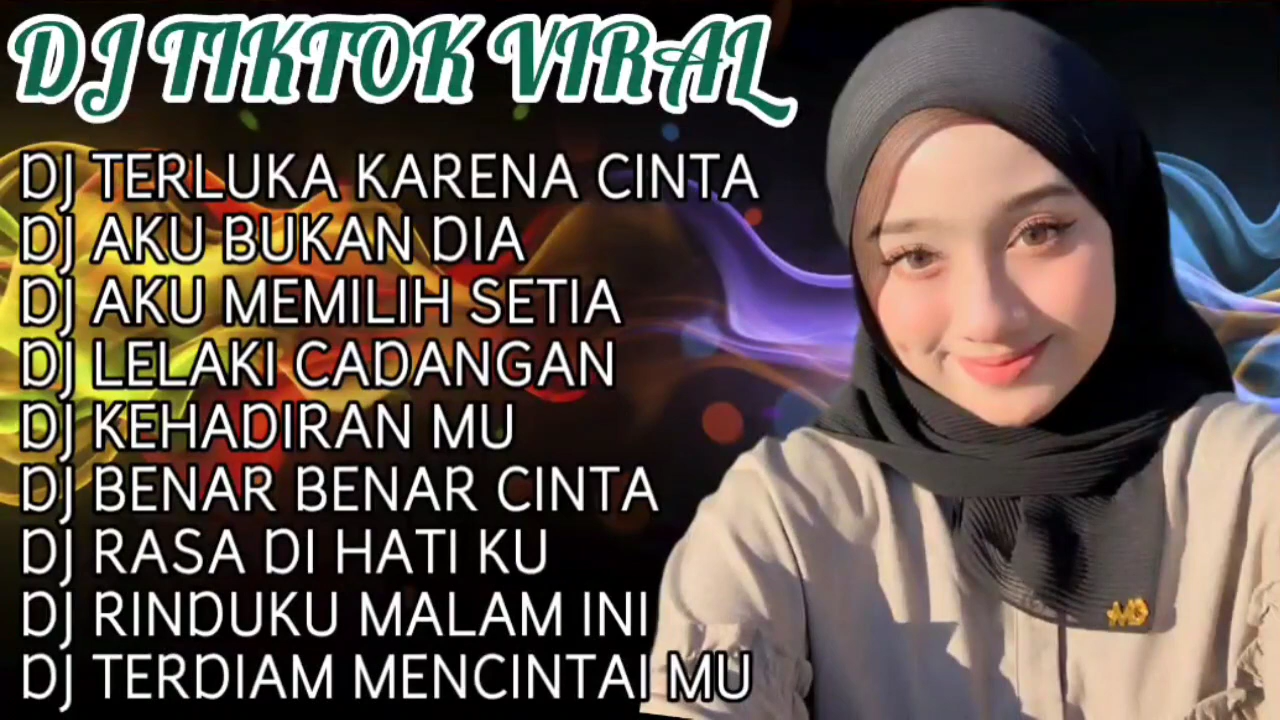 DJ TIKTOK VIRAL
DJ TERLUKA KARENA CINTA
DJ AKU BUKAN DIA
DJ AKU MEMILIH SETIA
DJ LELAKI CADANGAN
DJ KEHADIRAN MU
DJ BENAR BENAR CINTA
DJ RASA DI HATI KU
DJ RINDUKU MALAM INI
DJ TERDIAM MENCINTAI MU